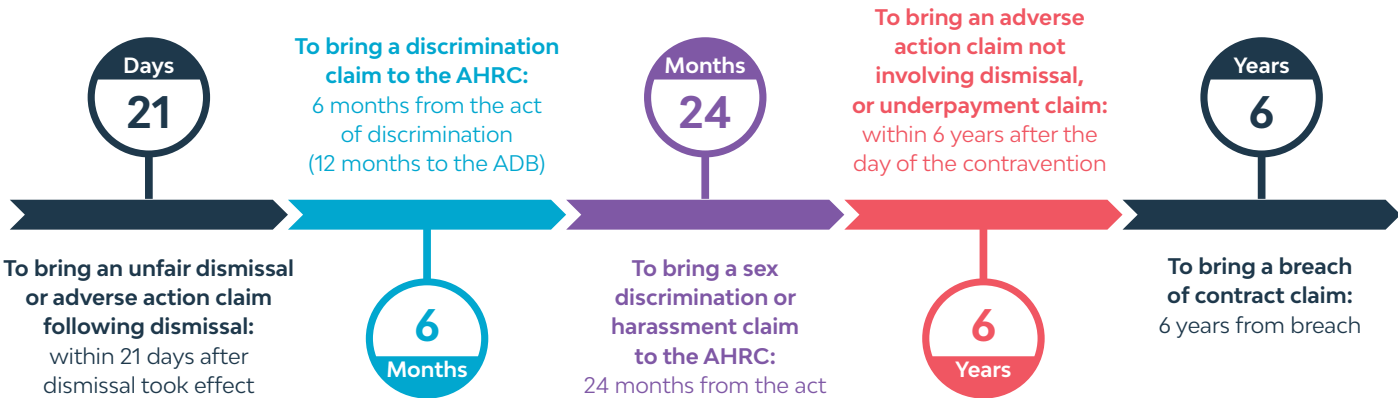 Days
21
To bring an unfair dismissal
or adverse action claim
following dismissal:
within 21 days after
dismissal took effect
To bring a discrimination
claim to the AHRC:
6 months from the act
of discrimination
(12 months to the ADB)
6
Months
Months
24
To bring a sex
discrimination or
harassment claim
to the AHRC:
24 months from the act
To bring an adverse
action claim not
involving dismissal,
or underpayment claim:
within 6 years after the
day of the contravention
6
Years
Years
6
To bring a breach
of contract claim:
6 years from breach